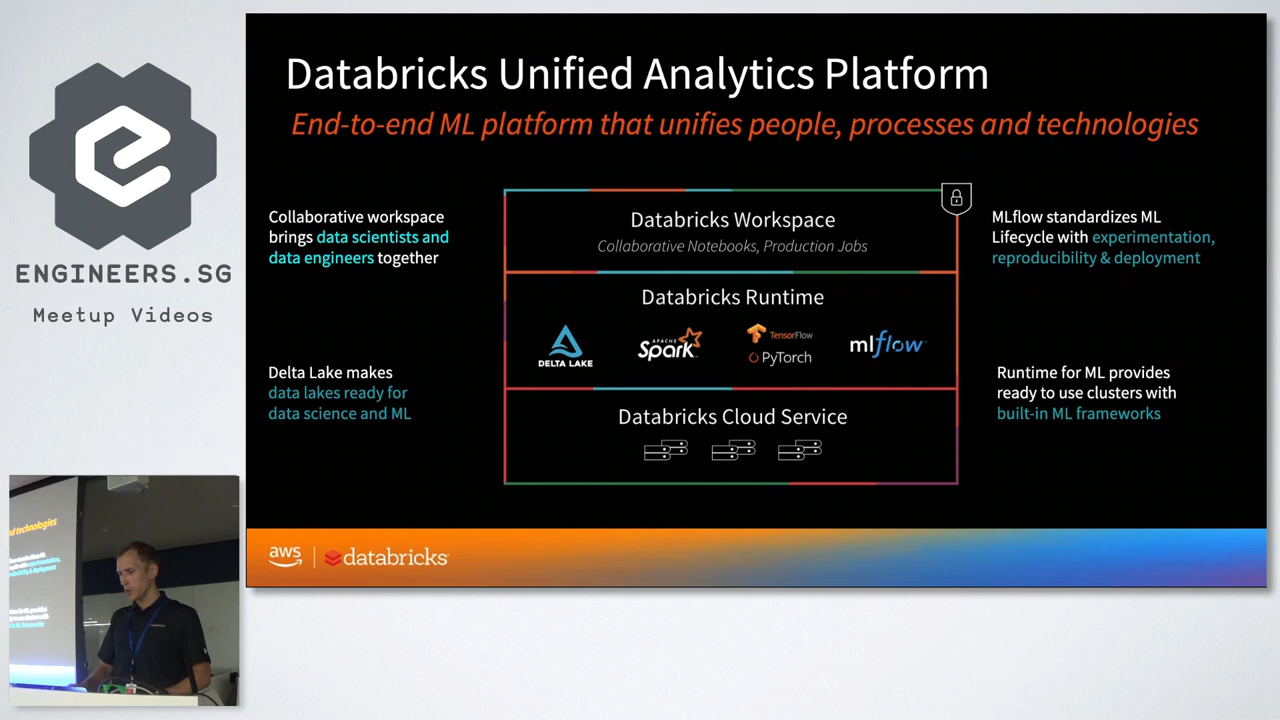 ENGINEERS.SG
Meetup Videos
Databricks Unified Analytics Platform
End-to-end ML platform that unifies people, processes and technologies
Collaborative workspace
brings data scientists and
data engineers together
Delta Lake makes
data lakes ready for
data science and ML
Databricks Workspace
Collaborative Notebooks, Production Jobs
Databricks Runtime
DELTA LAKE
APACHE
Spark
TensorFlow
PyTorch
mlflow
Databricks Cloud Service
MLflow standardizes ML
Lifecycle with experimentation,
reproducibility & deployment
Runtime for ML provides
ready to use clusters with
built-in ML frameworks
aws
databricks
technologies